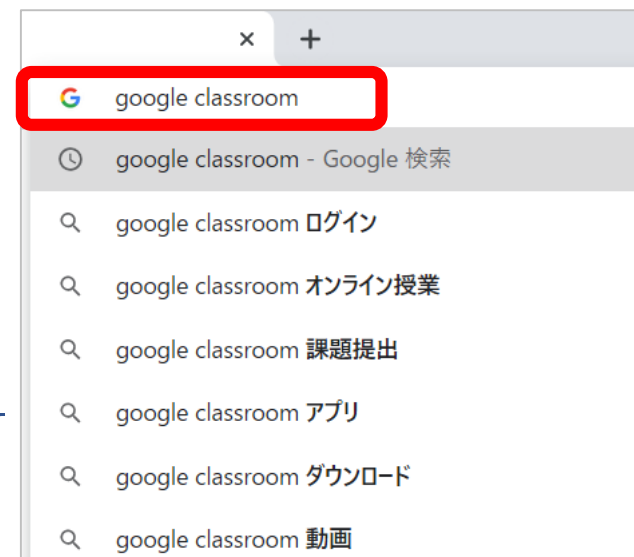 google classroom
google classroom - Google 検索
google classroom ログイン
google classroom オンライン授業
google classroom 課題提出
google classroom アプリ
google classroom ダウンロード
google classroom 動画